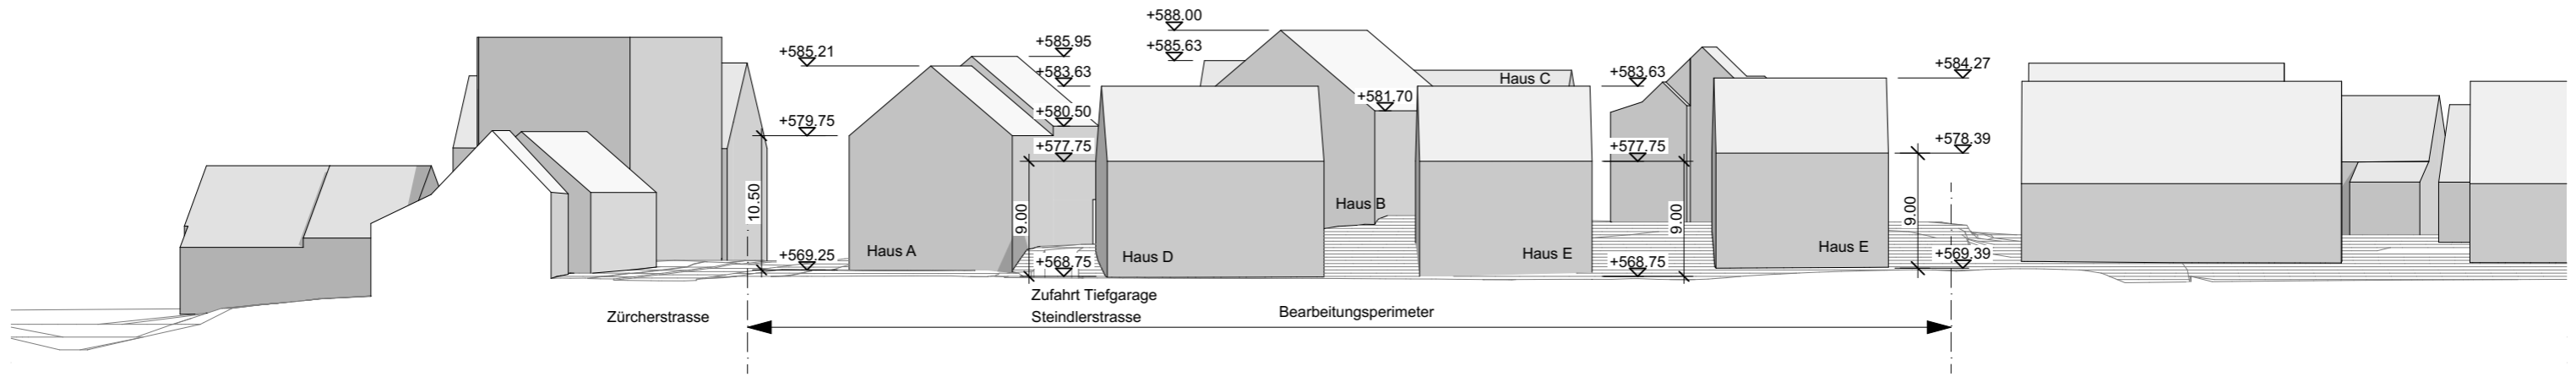 +588.00
+585.95
+585.21
+585.63
+583.63
Haus C
+583.63
+584.27
+581.70
+580.50
+579.75
+577.75
+577.75
+578.39
10.50
9.00
9.00
9.00
Haus B
Haus A
Haus D
Haus E
Haus E
+569.25
+568.75
+568.75
+569.39
Zufahrt Tiefgarage
Steindlerstrasse
Zürcherstrasse
Bearbeitungsperimeter